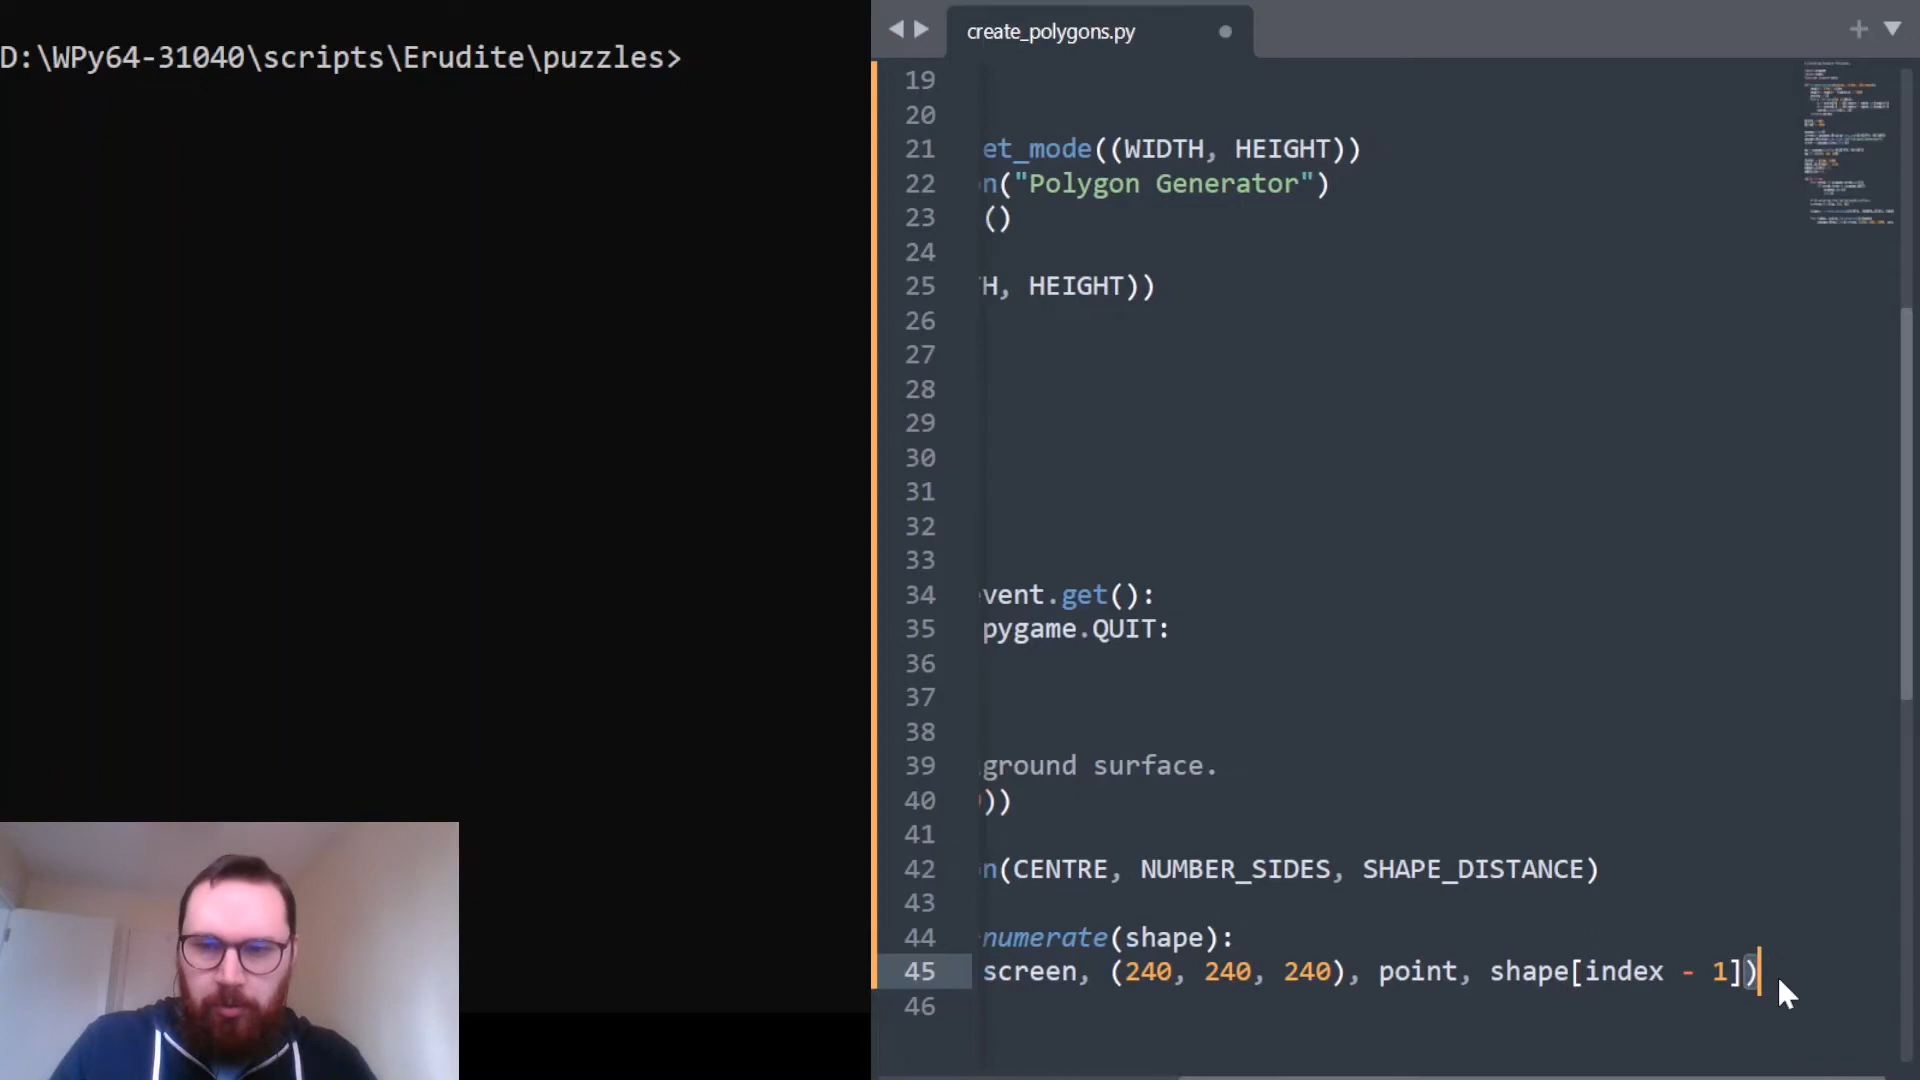 D:\WPy64-31040\scripts\Erudite\puzzles>
create_polygons.py
19
20
21 et_mode((WIDTH, HEIGHT))
22 n("Polygon Generator")
23 ()
24
25 H, HEIGHT))
26
27
28
29
30
31
32
33
34 vent.get():
35 pygame.QUIT:
36
37
38
39 ground surface.
40 ))
41
42 n(CENTRE, NUMBER_SIDES, SHAPE_DISTANCE)
43
44 numerate(shape):
45 screen, (240, 240, 240), point, shape[index - 1])
46